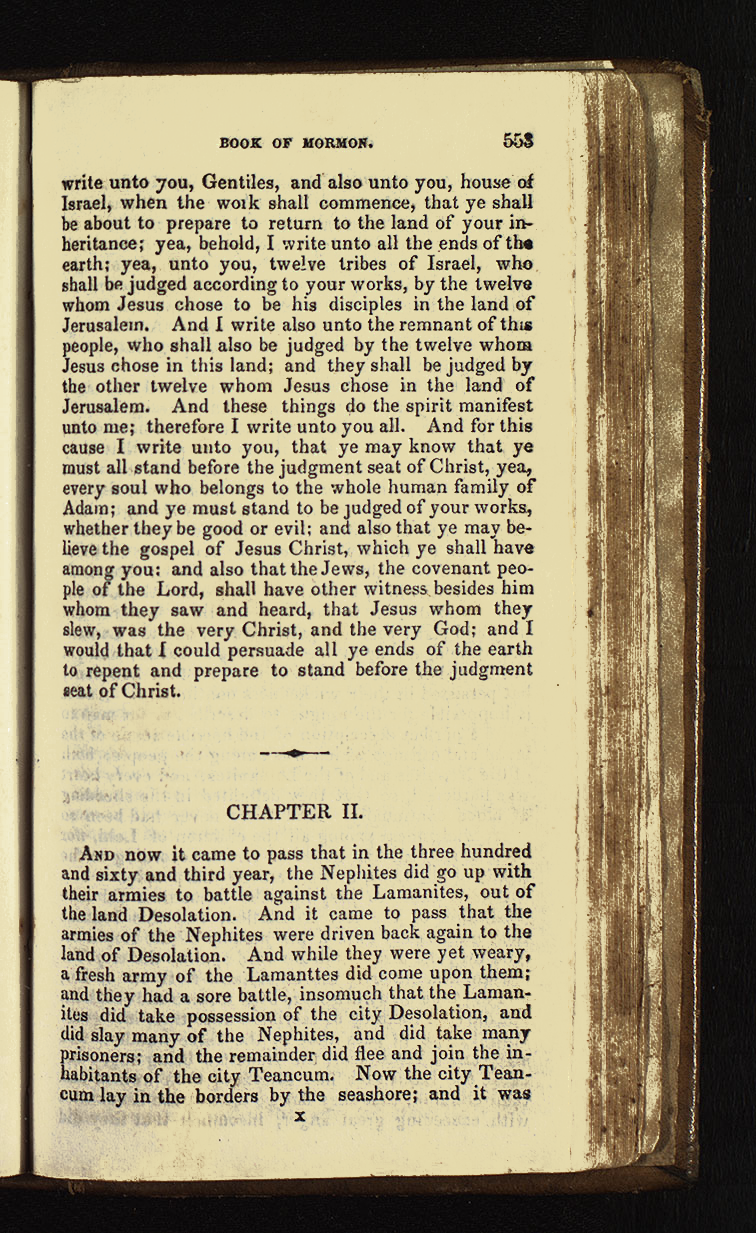 BOOK OF MORMON. 553
write unto you, Gentiles, and also unto you, house of
Israel, when the work shall commence, that ye shall
be about to prepare to return to the land of your in-
heritance; yea, behold, I write unto all the ends of the
earth; yea, unto you, twelve tribes of Israel, who
shall be judged according to your works, by the twelve
whom Jesus chose to be his disciples in the land of
Jerusalem. And I write also unto the remnant of this
people, who shall also be judged by the twelve whom
Jesus chose in this land; and they shall be judged by
the other twelve whom Jesus chose in the land of
Jerusalem. And these things do the spirit manifest
unto me; therefore I write unto you all. And for this
cause I write unto you, that ye may know that ye
must all stand before the judgment seat of Christ, yea,
every soul who belongs to the whole human family of
Adam; and ye must stand to be judged of your works,
whether they be good or evil; and also that ye may be-
lieve the gospel of Jesus Christ, which ye shall have
among you: and also that the Jews, the covenant peo-
ple of the Lord, shall have other witness besides him
whom they saw and heard, that Jesus whom they
slew, was the very Christ, and the very God; and I
would that I could persuade all ye ends of the earth
to repent and prepare to stand before the judgment
seat of Christ.
CHAPTER II.
AND now it came to pass that in the three hundred
and sixty and third year, the Nephites did go up with
their armies to battle against the Lamanites, out of
the land Desolation. And it came to pass that the
armies of the Nephites were driven back again to the
land of Desolation. And while they were yet weary,
a fresh army of the Lamanttes did come upon them;
and they had a sore battle, insomuch that the Laman-
ites did take possession of the city Desolation, and
did slay many of the Nephites, and did take many
prisoners; and the remainder did flee and join the in-
habitants of the city Teancum. Now the city Tean-
cum lay in the borders by the seashore; and it was
X